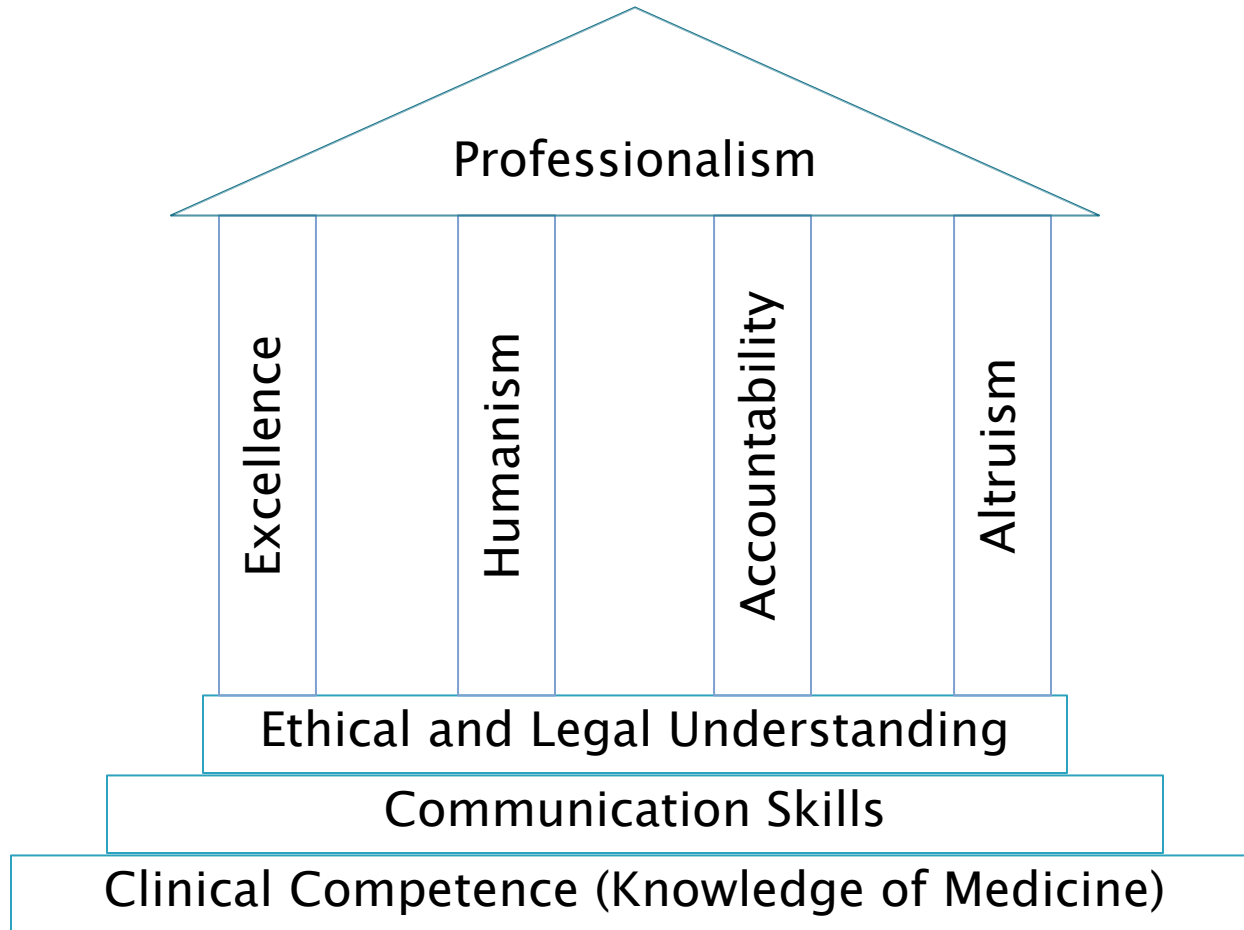 Professionalism
Excellence
Humanism
Accountability
Altruism
Ethical and Legal Understanding
Communication Skills
Clinical Competence (Knowledge of Medicine)